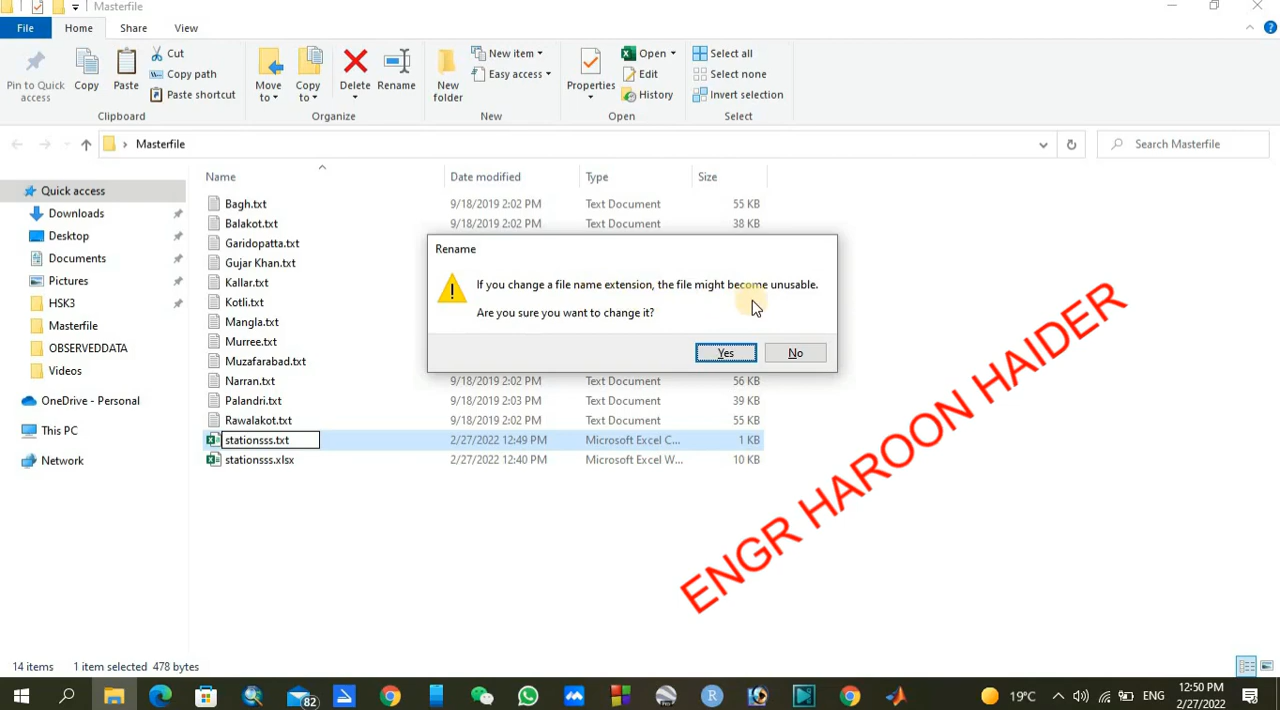 Masterfile
File Home Share View
Pin to Quick access
Copy
Paste
Cut
Copy path
Paste shortcut
Clipboard
Move to
Copy to
Delete
Rename
Organize
New folder
New item
Easy access
New
Properties
Open
Edit
History
Open
Select all
Select none
Invert selection
Select
Masterfile
Search Masterfile
Quick access
Downloads
Desktop
Documents
Pictures
HSK3
Masterfile
OBSERVEDDATA
Videos
OneDrive - Personal
This PC
Network
Name Date modified Type Size
Bagh.txt 9/18/2019 2:02 PM Text Document 55 KB
Balakot.txt 9/18/2019 2:02 PM Text Document 38 KB
Garidopatta.txt
Gujar Khan.txt
Kallar.txt
Kotli.txt
Mangla.txt
Murree.txt
Muzafarabad.txt
Narran.txt 9/18/2019 2:02 PM Text Document 56 KB
Palandri.txt 9/18/2019 2:03 PM Text Document 39 KB
Rawalakot.txt 9/18/2019 2:02 PM Text Document 55 KB
stationsss.txt 2/27/2022 12:49 PM Microsoft Excel C... 1 KB
stationsss.xlsx 2/27/2022 12:40 PM Microsoft Excel W... 10 KB
Rename
If you change a file name extension, the file might become unusable.
Are you sure you want to change it?
Yes No
ENGR HAROON HAIDER
14 items 1 item selected 478 bytes
82
19°C
ENG
12:50 PM
2/27/2022